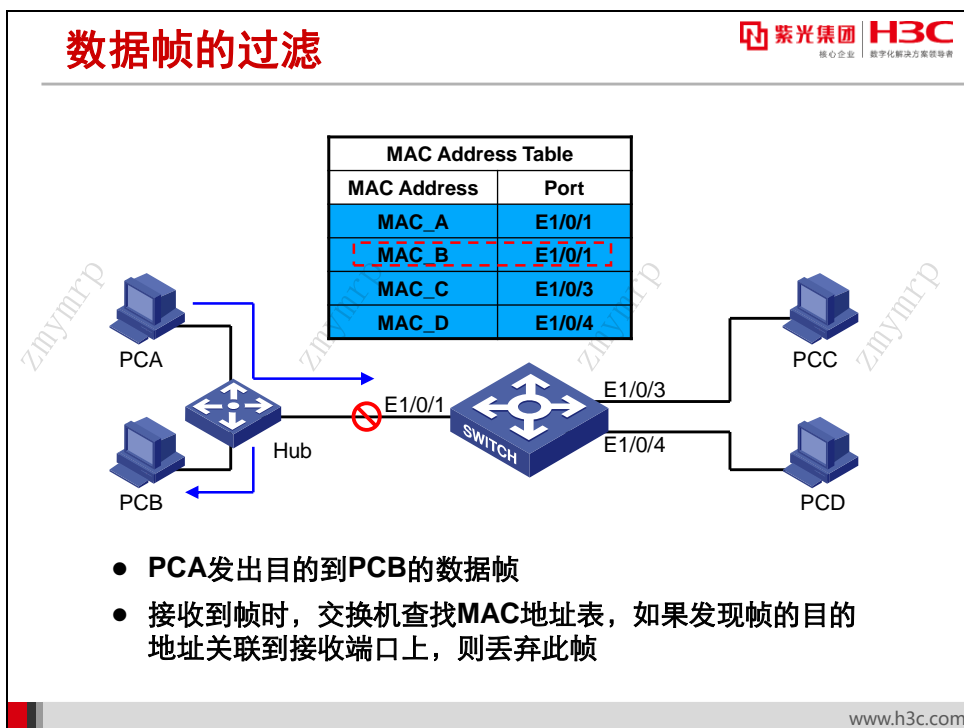 数据帧的过滤
紫光集团 H3C
核心企业 数字化解决方案领导者
MAC Address Table
MAC Address Port
MAC_A E1/0/1
MAC_B E1/0/1
MAC_C E1/0/3
MAC_D E1/0/4
zmymrp zmymrp zmymrp zmymrp
PCA
PCC
E1/0/1
E1/0/3
SWITCH
E1/0/4
Hub
PCB
PCD
● PCA发出目的到PCB的数据帧
● 接收到帧时，交换机查找MAC地址表，如果发现帧的目的
地址关联到接收端口上，则丢弃此帧
www.h3c.com